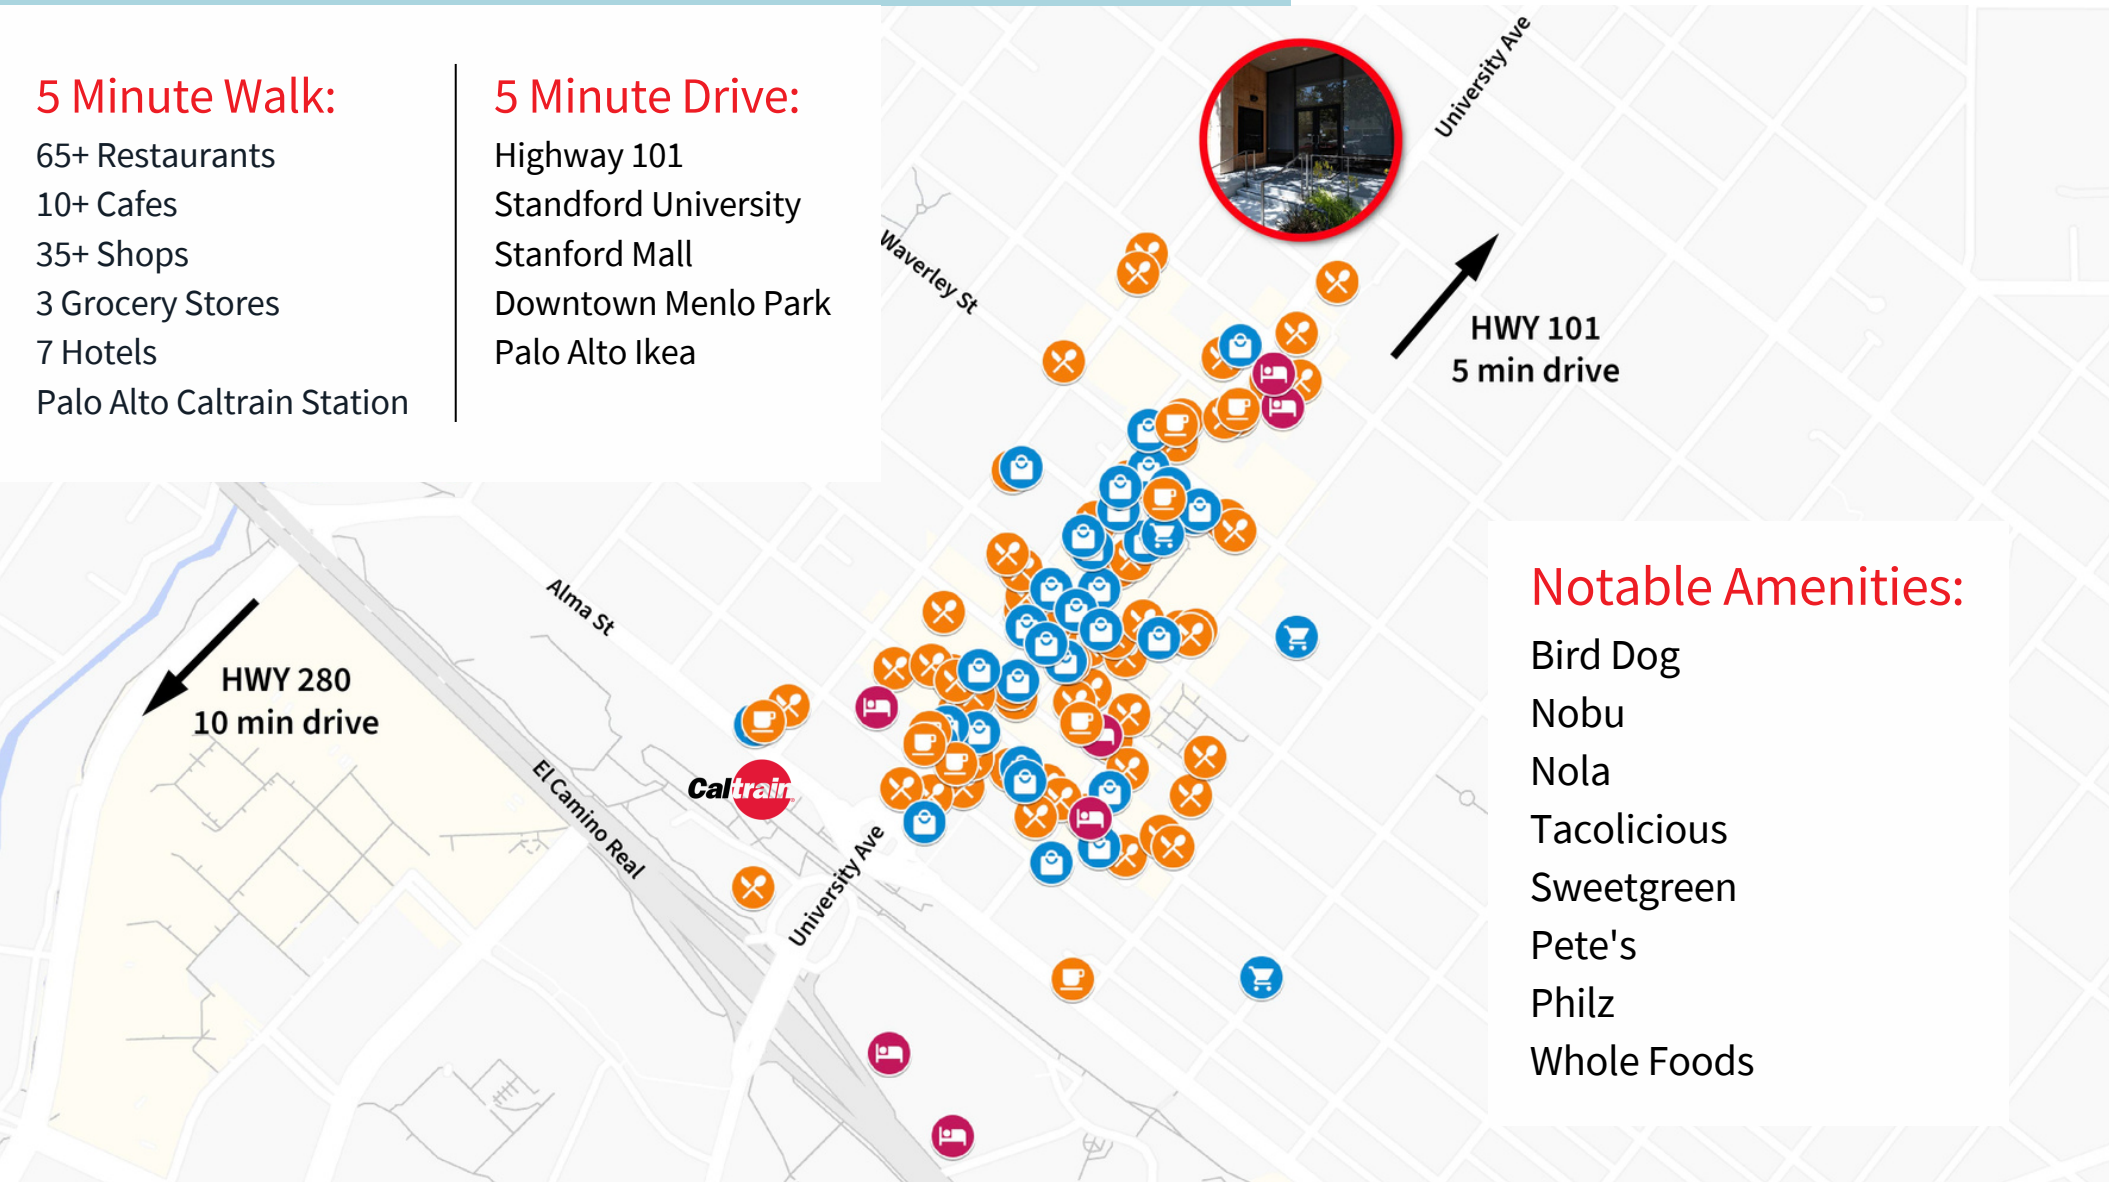 5 Minute Walk:
65+ Restaurants
10+ Cafes
35+ Shops
3 Grocery Stores
7 Hotels
Palo Alto Caltrain Station
5 Minute Drive:
Highway 101
Standford University
Stanford Mall
Downtown Menlo Park
Palo Alto Ikea
University Ave
Waverley St
HWY 101
5 min drive
Alma St
HWY 280
10 min drive
El Camino Real
Caltrain
University Ave
Notable Amenities:
Bird Dog
Nobu
Nola
Tacolicious
Sweetgreen
Pete's
Philz
Whole Foods